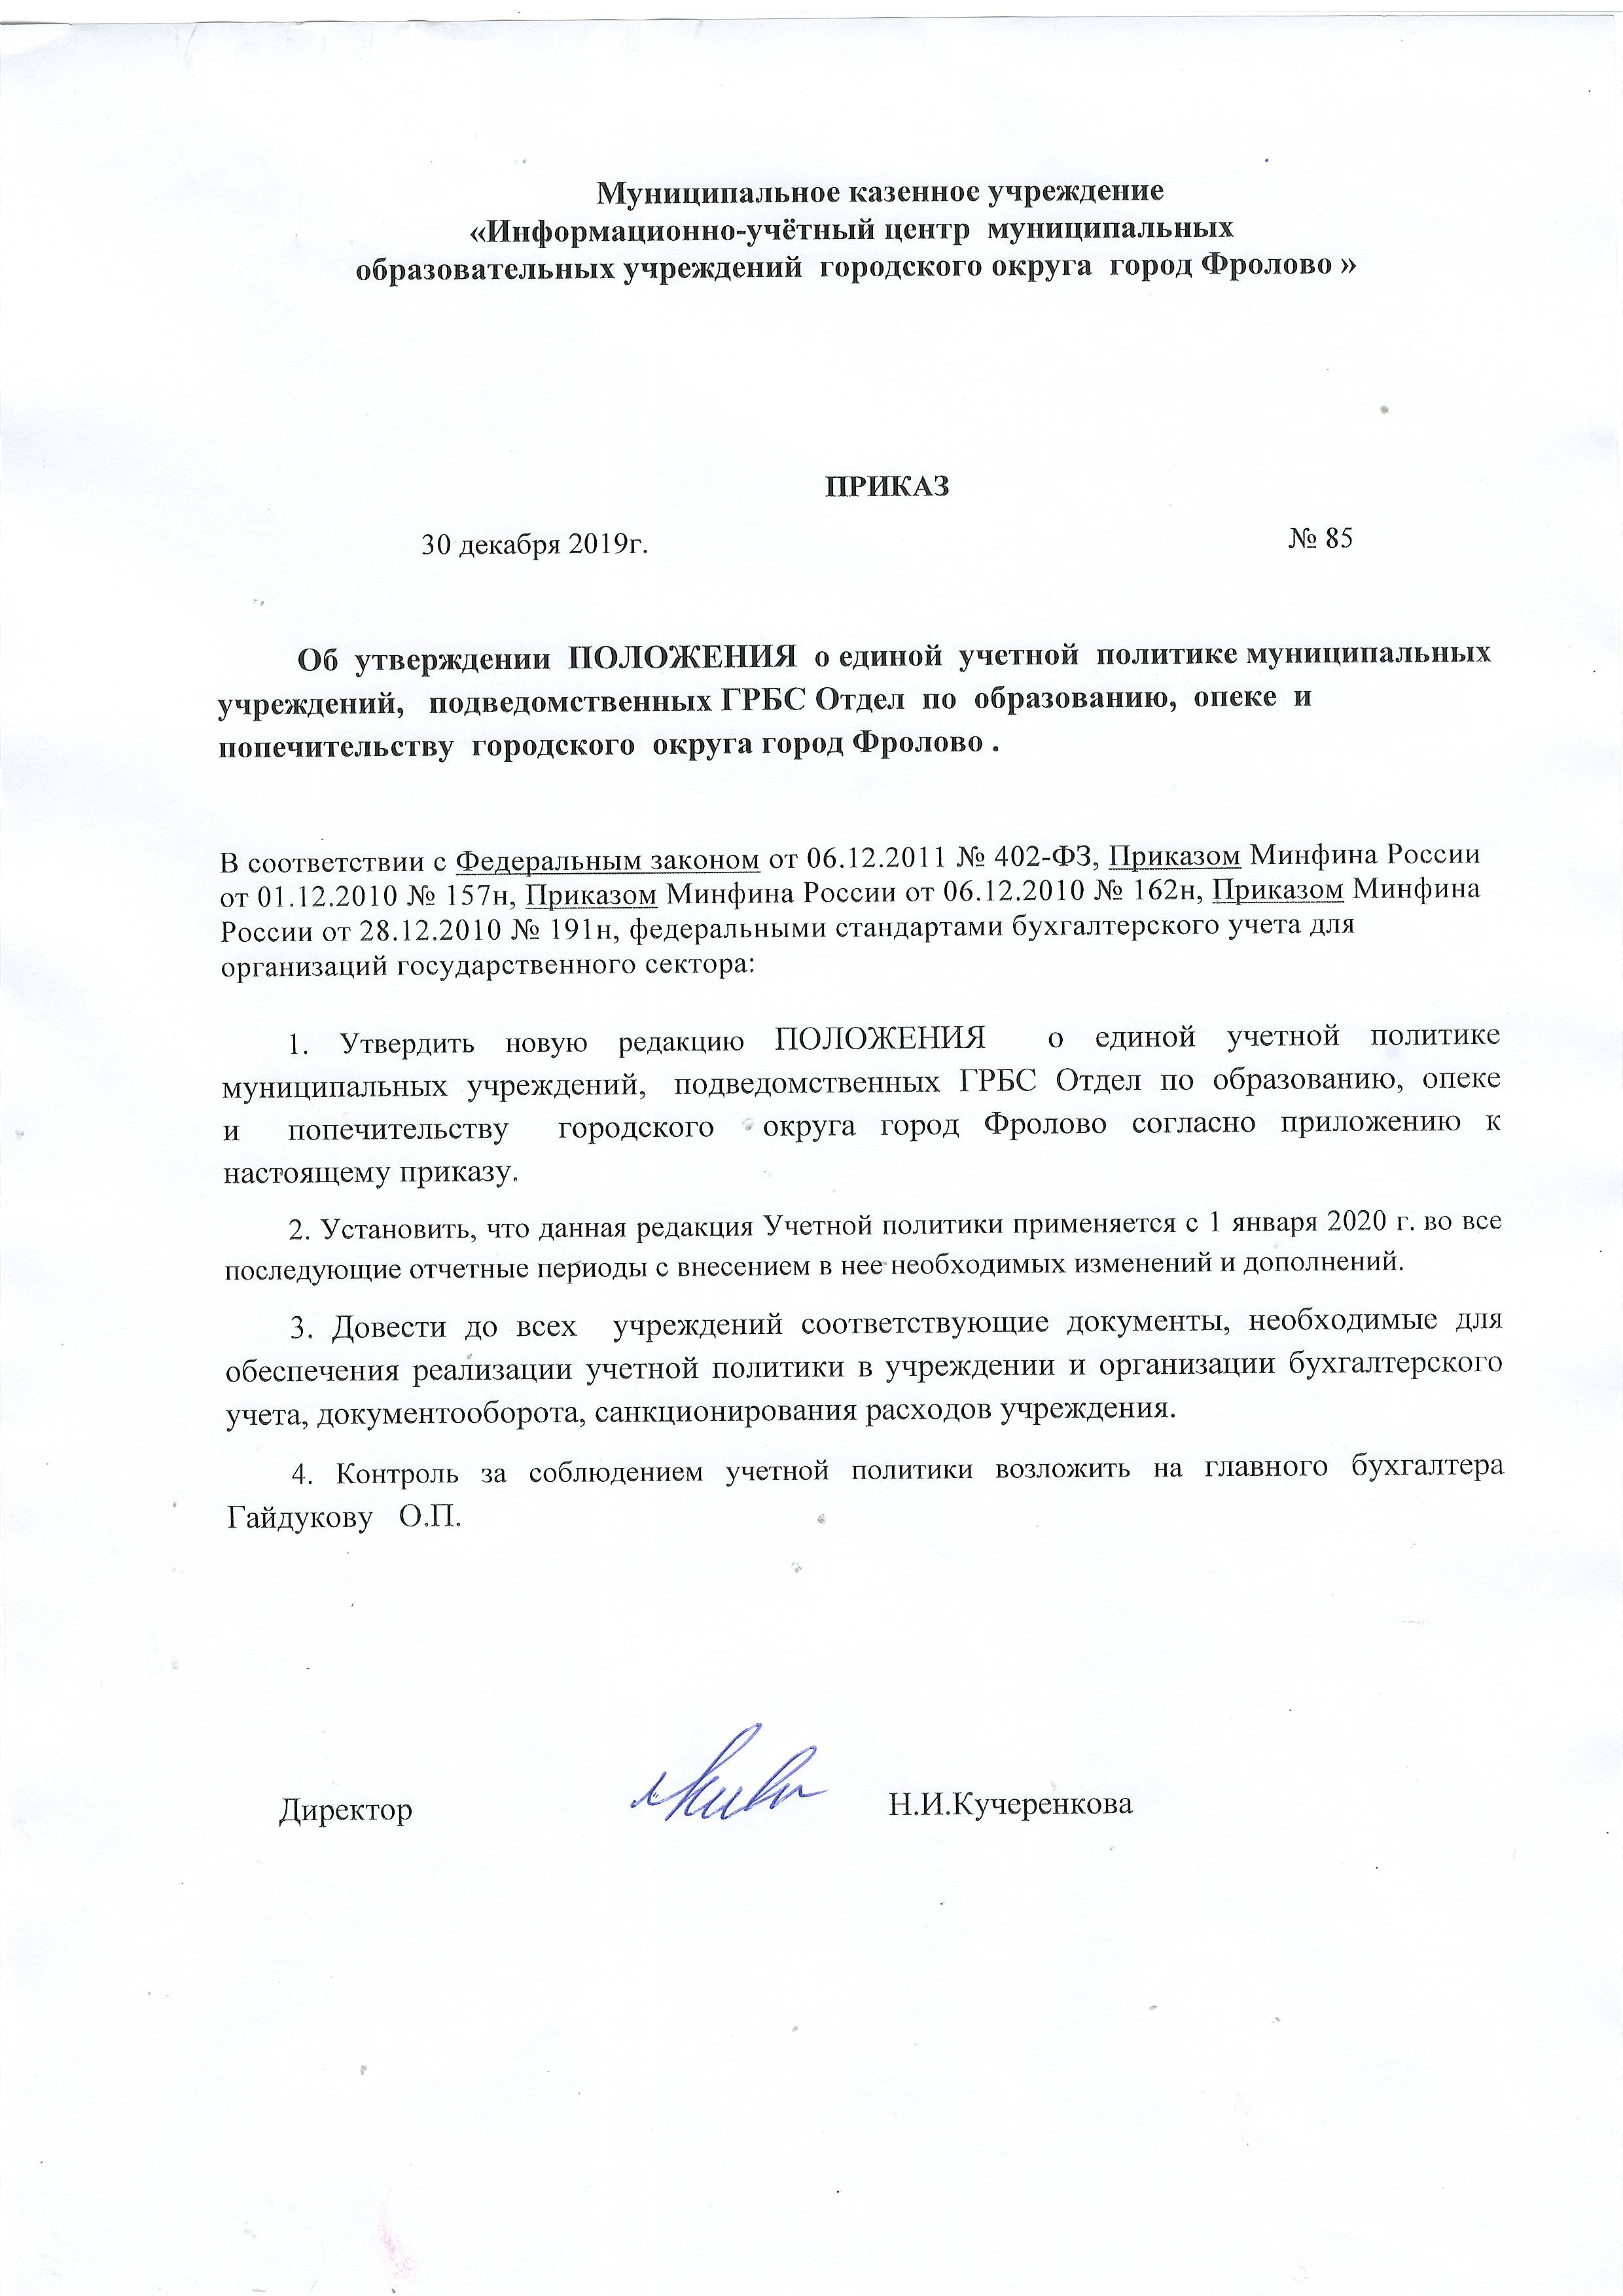 Муниципальное казенное учреждение
«Информационно-учётный центр муниципальных
образовательных учреждений городского округа город Фролово »
ПРИКАЗ
30 декабря 2019г. № 85
Об утверждении ПОЛОЖЕНИЯ о единой учетной политике муниципальных
учреждений, подведомственных ГРБС Отдел по образованию, опеке и
попечительству городского округа город Фролово .
В соответствии с Федеральным законом от 06.12.2011 № 402-ФЗ, Приказом Минфина России
от 01.12.2010 № 157н, Приказом Минфина России от 06.12.2010 № 162н, Приказом Минфина
России от 28.12.2010 № 191н, федеральными стандартами бухгалтерского учета для
организаций государственного сектора:
1. Утвердить новую редакцию ПОЛОЖЕНИЯ о единой учетной политике
муниципальных учреждений, подведомственных ГРБС Отдел по образованию, опеке
и попечительству городского округа город Фролово согласно приложению к
настоящему приказу.
2. Установить, что данная редакция Учетной политики применяется с 1 января 2020 г. во все
последующие отчетные периоды с внесением в нее необходимых изменений и дополнений.
3. Довести до всех учреждений соответствующие документы, необходимые для
обеспечения реализации учетной политики в учреждении и организации бухгалтерского
учета, документооборота, санкционирования расходов учреждения.
4. Контроль за соблюдением учетной политики возложить на главного бухгалтера
Гайдукову О.П.
Директор Н.И.Кучеренкова